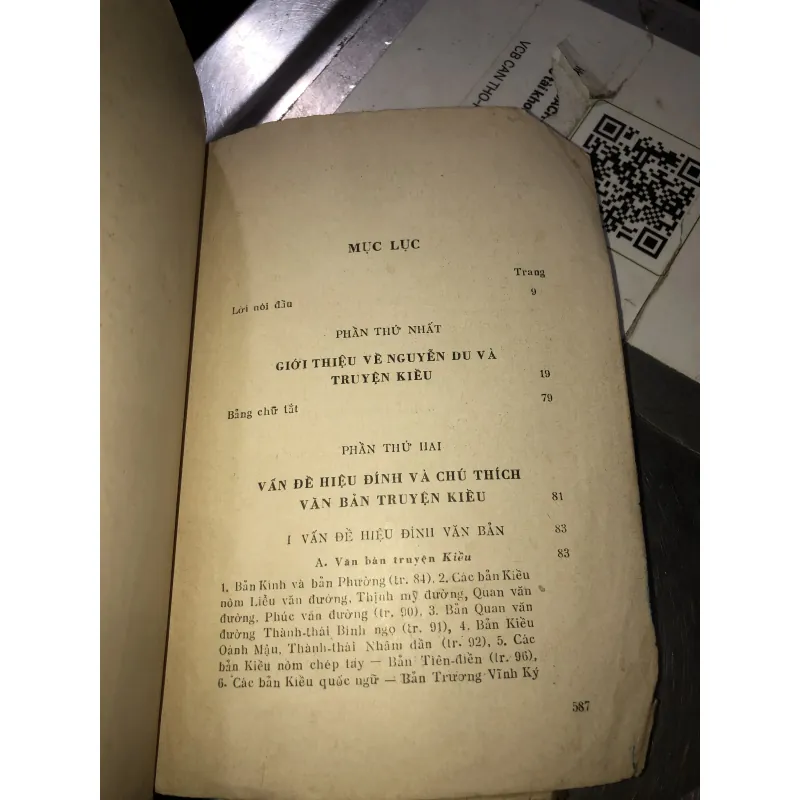 VCB CAN THO-
tài kho
MỤC LỤC
Trang
Lời nói đầu 9
PHẦN THỨ NHẤT
GIỚI THIỆU VỀ NGUYỄN DU VÀ
TRUYỆN KIỀU 19
Bảng chữ tắt 79
PHẦN THỨ HAI
VẤN ĐỀ HIỆU ĐÍNH VÀ CHÚ THÍCH
VĂN BẢN TRUYỆN KIỀU 81
I VẤN ĐỀ HIỆU ĐÍNH VĂN BẢN 83
A. Văn bản truyện Kiều 83
1. Bản Kinh và bản Phường (tr. 84), 2. Các bản Kiều
nôm Liễu văn đường, Thịnh mỹ đường, Quan văn
đường, Phúc văn đường (tr. 90), 3. Bản Quan văn
đường Thành-thái Bính ngọ (tr. 91), 4. Bản Kiều
Oánh Mậu, Thành-thái Nhâm dần (tr. 92), 5. Các
bản Kiều nôm chép tay — Bản Tiên-điền (tr. 96),
6. Các bản Kiều quốc ngữ — Bản Trương Vĩnh Ký
587